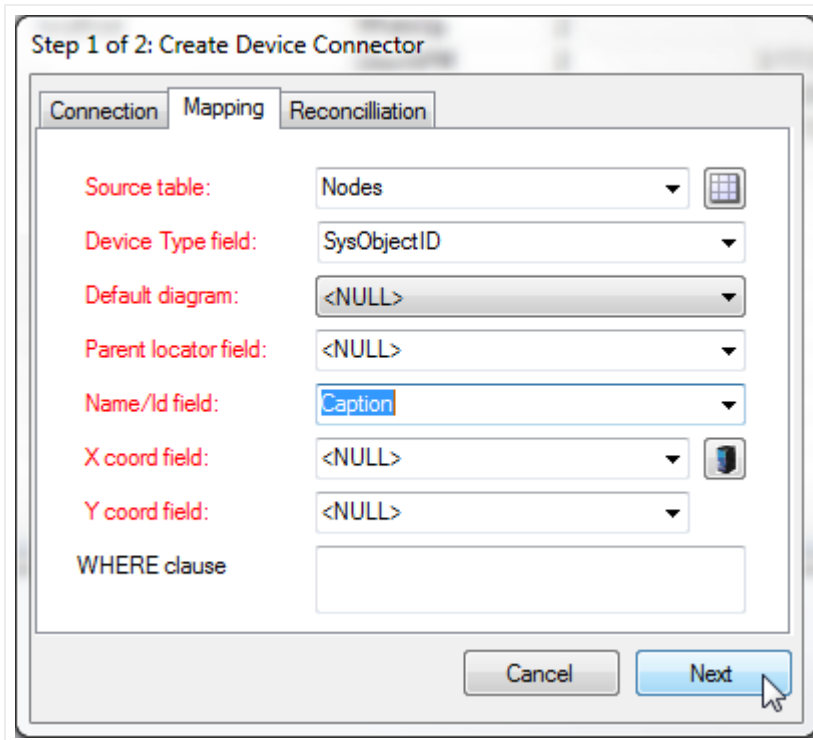 Step 1 of 2: Create Device Connector
Connection Mapping Reconcilliation
Source table: Nodes
Device Type field: SysObjectID
Default diagram: <NULL>
Parent locator field: <NULL>
Name/Id field: Caption
X coord field: <NULL>
Y coord field: <NULL>
WHERE clause
Cancel Next